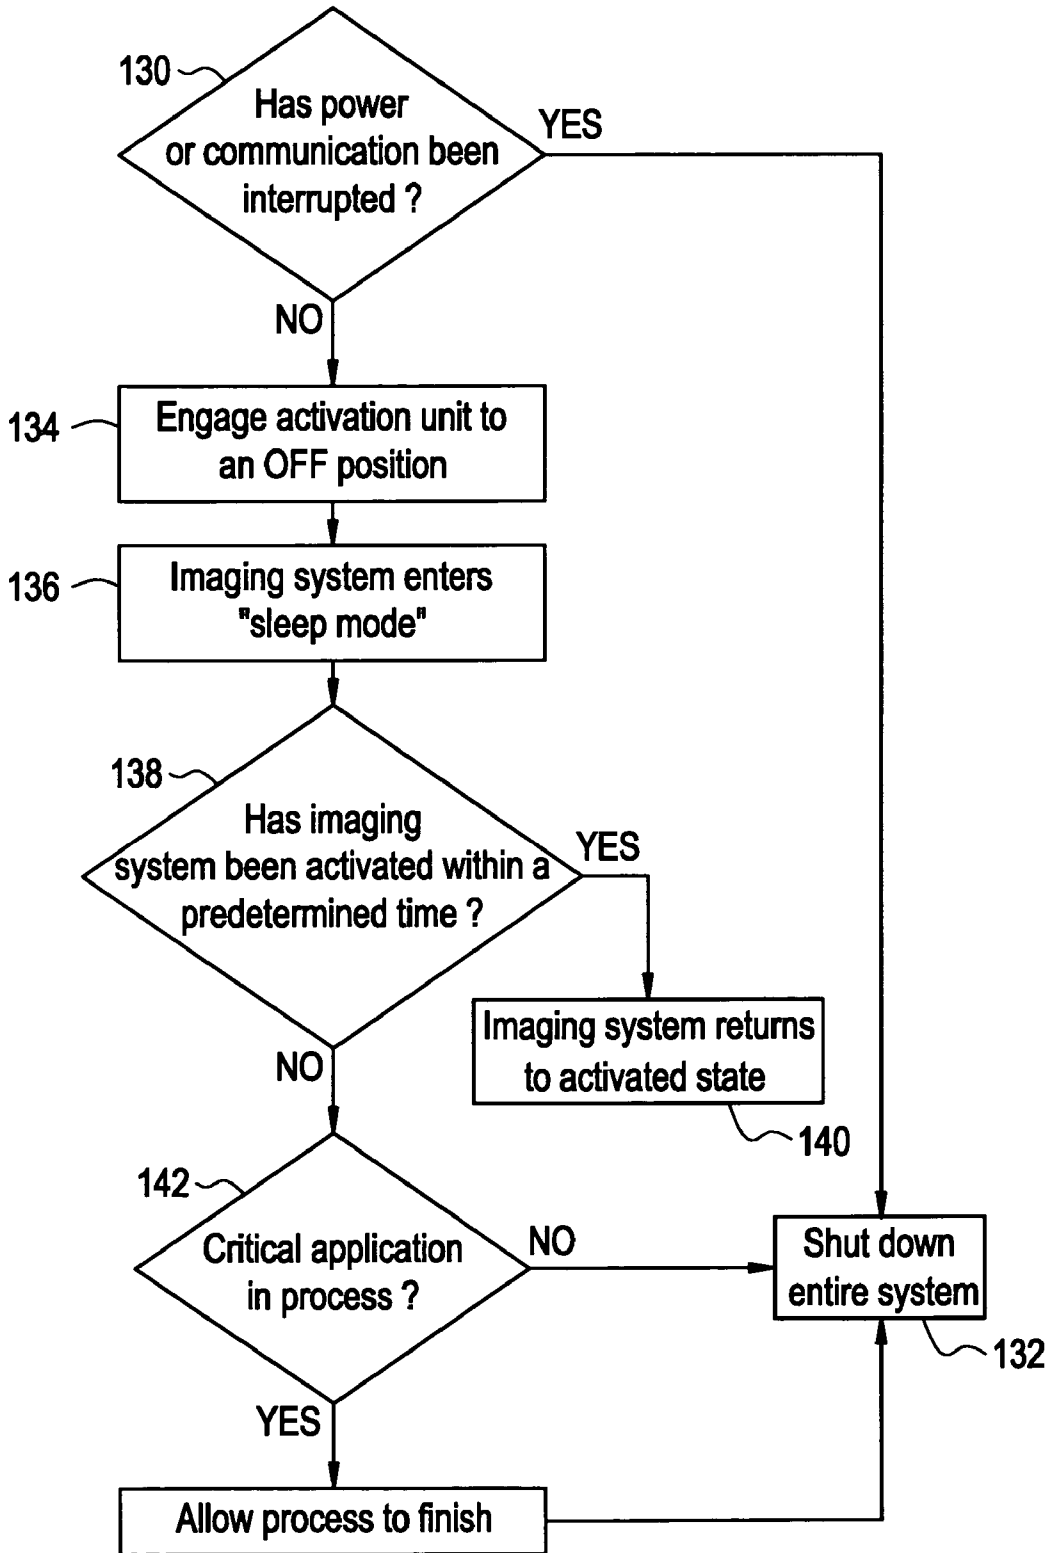 130
Has power
or communication been
interrupted ?
YES
NO
134
Engage activation unit to
an OFF position
136
Imaging system enters
"sleep mode"
138
Has imaging
system been activated within a
predetermined time ?
YES
NO
Imaging system returns
to activated state
140
142
Critical application
in process ?
NO
YES
Shut down
entire system
132
Allow process to finish